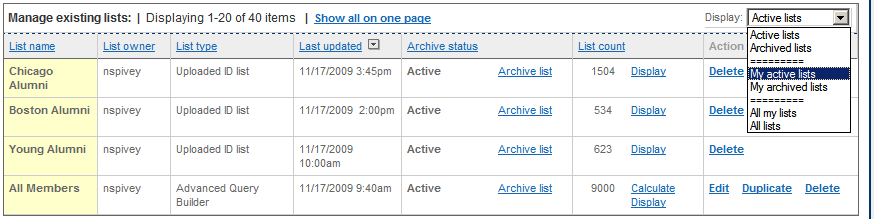 Manage existing lists: | Displaying 1-20 of 40 items | Show all on one page Display: Active lists
List name List owner List type Last updated Archive status List count Action
Active lists
Archived lists
=========
My active lists
My archived lists
=========
All my lists
All lists
Chicago Alumni nspivey Uploaded ID list 11/17/2009 3:45pm Active Archive list 1504 Display Delete
Boston Alumni nspivey Uploaded ID list 11/17/2009 2:00pm Active Archive list 534 Display Delete
Young Alumni nspivey Uploaded ID list 11/17/2009 10:00am Active Archive list 623 Display Delete
All Members nspivey Advanced Query Builder 11/17/2009 9:40am Active Archive list 9000 Calculate Display Edit Duplicate Delete